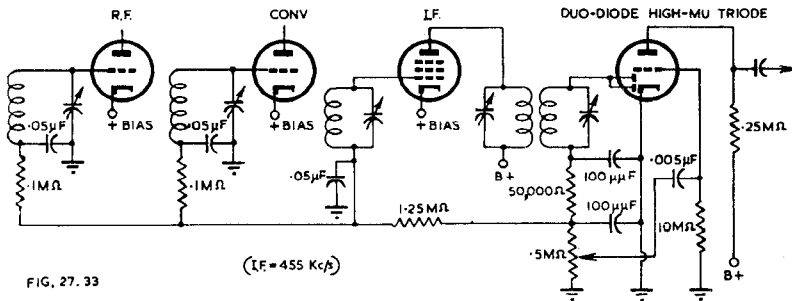 R.F.
CONV
I.F.
DUO-DIODE HIGH-MU TRIODE
.05µF
+ BIAS
.05µF
+BIAS
+BIAS
.25MΩ
.1MΩ
.1MΩ
.05µF
B+
100µµF
50,000Ω
.005µF
1.25MΩ
100µµF
10MΩ
.5MΩ
B+
(I.F.=455 Kc/s)
FIG. 27.33